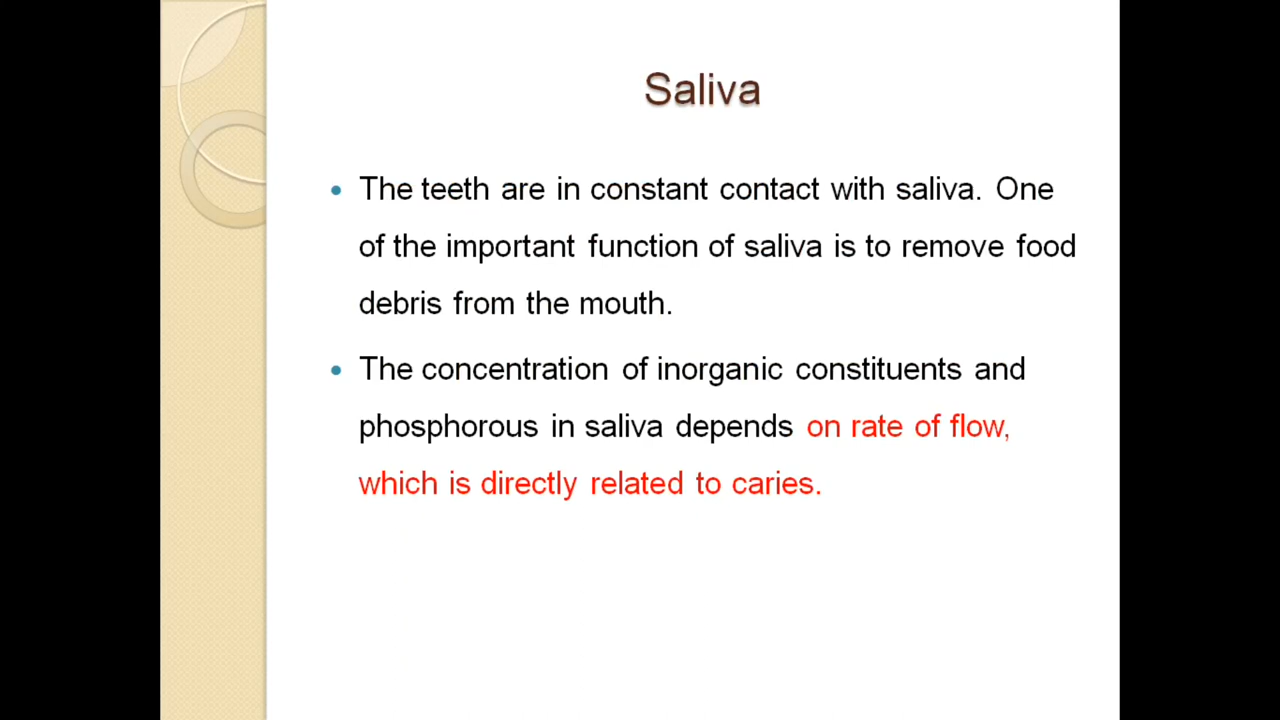 Saliva
• The teeth are in constant contact with saliva. One
of the important function of saliva is to remove food
debris from the mouth.
• The concentration of inorganic constituents and
phosphorous in saliva depends on rate of flow,
which is directly related to caries.